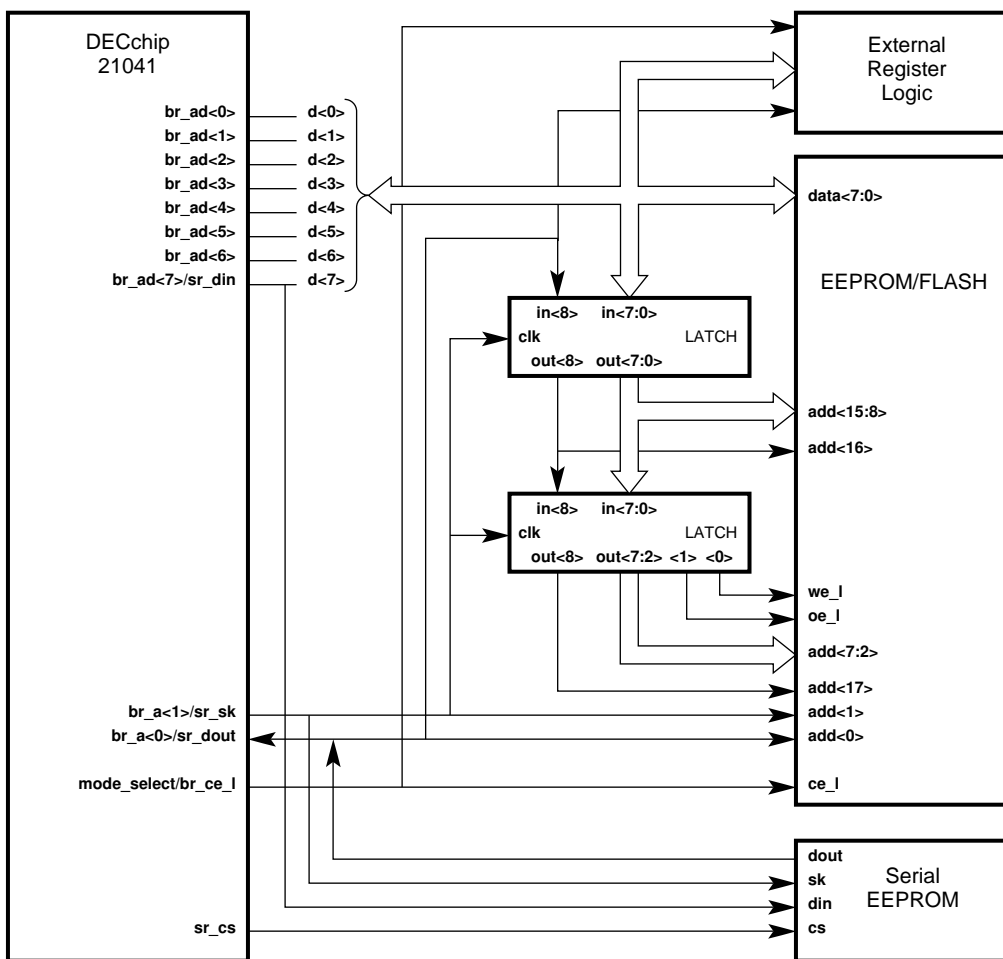 DECchip
21041
External
Register
Logic
br_ad<0> d<0>
br_ad<1> d<1>
br_ad<2> d<2>
br_ad<3> d<3>
br_ad<4> d<4>
br_ad<5> d<5>
br_ad<6> d<6>
br_ad<7>/sr_din d<7>
data<7:0>
EEPROM/FLASH
in<8> in<7:0>
clk LATCH
out<8> out<7:0>
add<15:8>
add<16>
in<8> in<7:0>
clk LATCH
out<8> out<7:2> <1> <0>
we_l
oe_l
add<7:2>
add<17>
br_a<1>/sr_sk add<1>
br_a<0>/sr_dout add<0>
mode_select/br_ce_l ce_l
dout
sk
din
cs
Serial
EEPROM
sr_cs